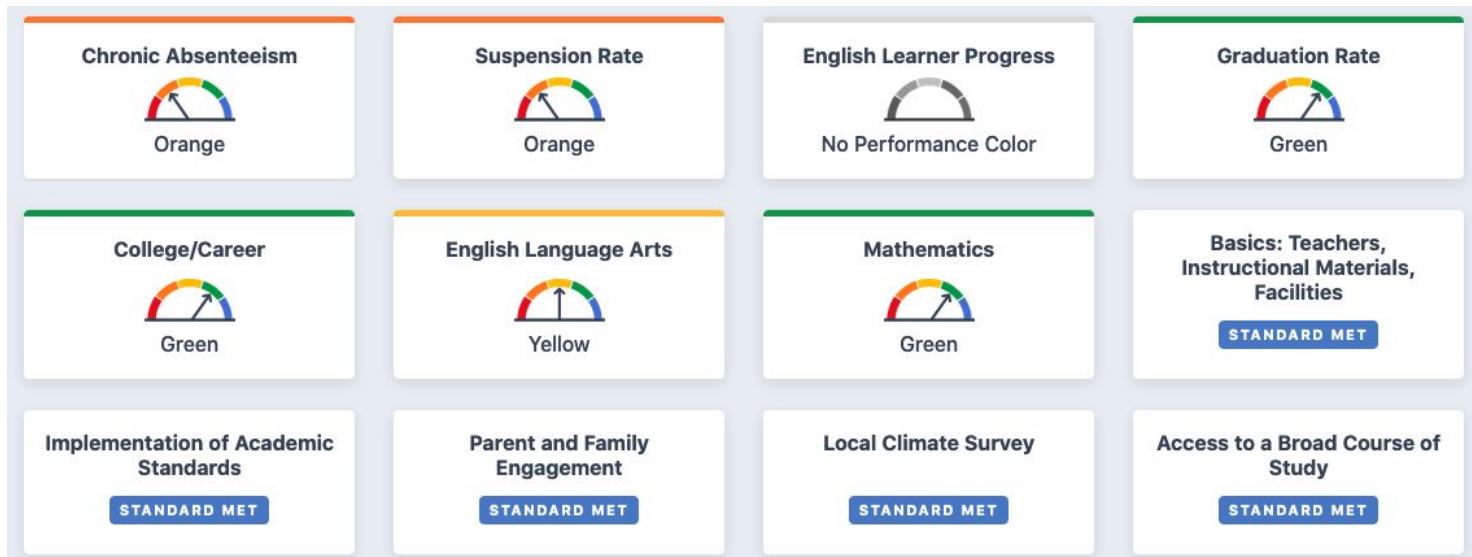 Chronic Absenteeism
Orange
Suspension Rate
Orange
English Learner Progress
No Performance Color
Graduation Rate
Green
College/Career
Green
English Language Arts
Yellow
Mathematics
Green
Basics: Teachers,
Instructional Materials,
Facilities
STANDARD MET
Implementation of Academic
Standards
STANDARD MET
Parent and Family
Engagement
STANDARD MET
Local Climate Survey
STANDARD MET
Access to a Broad Course of
Study
STANDARD MET